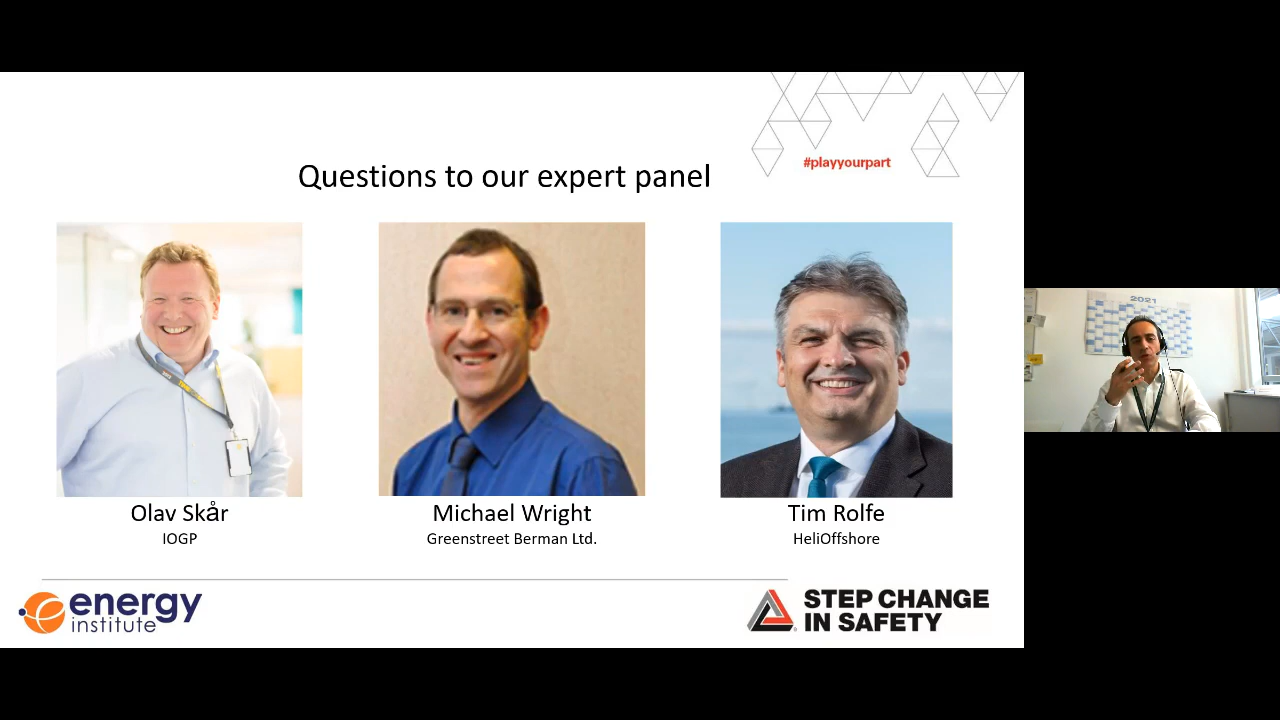 #playyourpart
Questions to our expert panel
Olav Skår
IOGP
Michael Wright
Greenstreet Berman Ltd.
Tim Rolfe
HeliOffshore
energy
institute
STEP CHANGE
IN SAFETY
2021